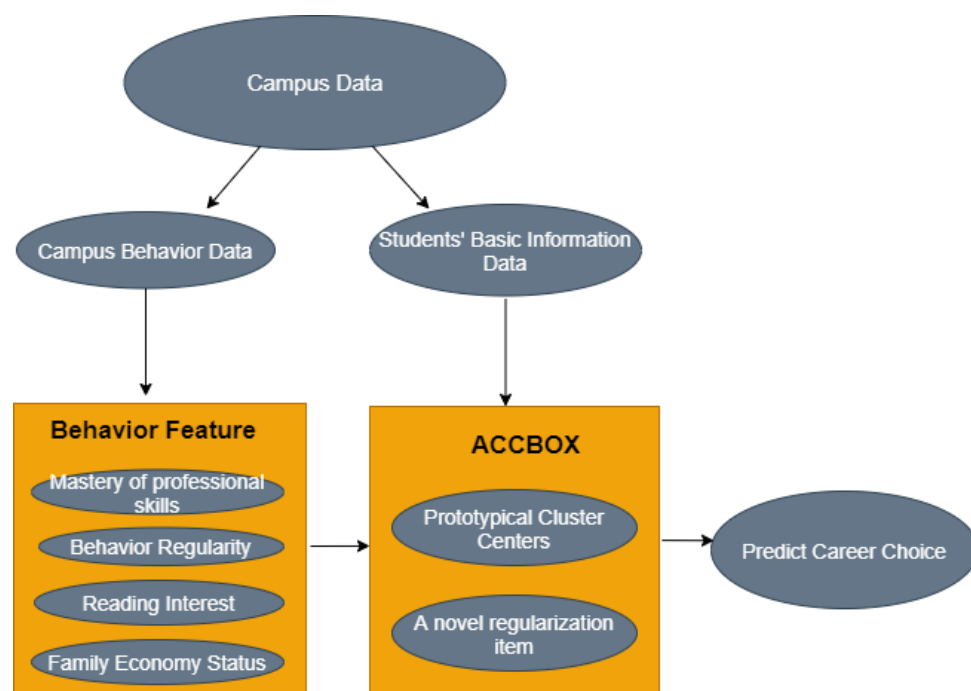 Campus Data
Campus Behavior Data
Students' Basic Information
Data
Behavior Feature
Mastery of professional
skills
Behavior Regularity
Reading Interest
Family Economy Status
ACCBOX
Prototypical Cluster
Centers
A novel regularization
item
Predict Career Choice